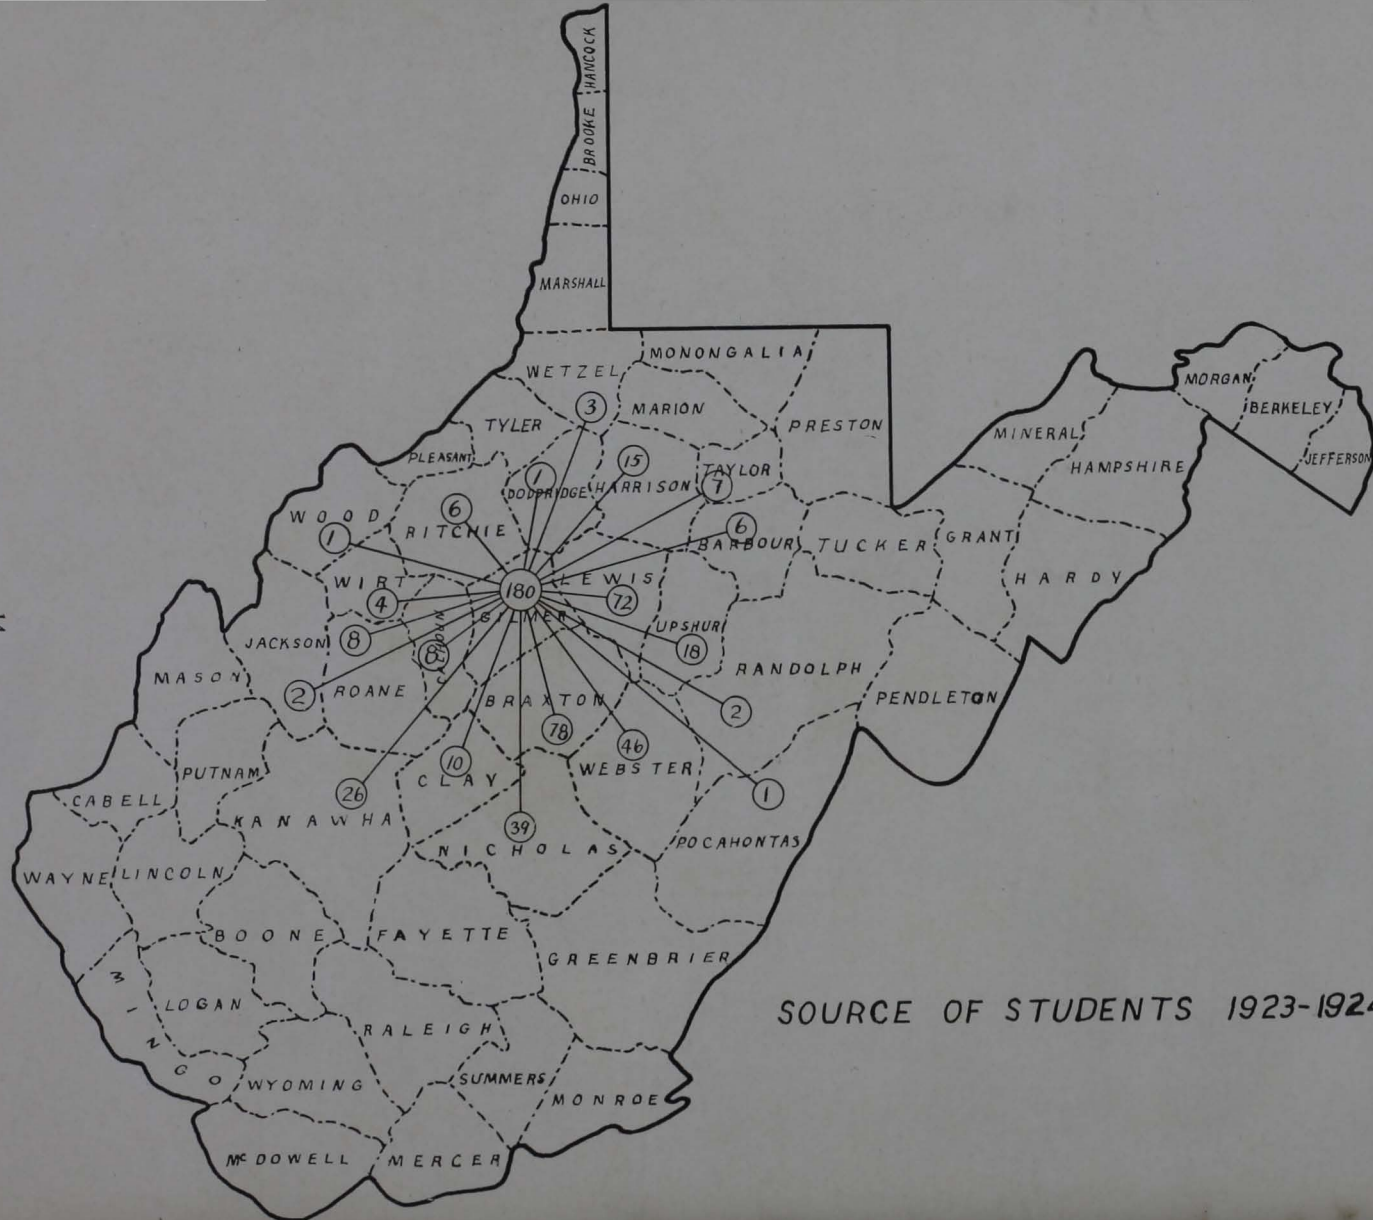 HANCOCK
BROOKE
OHIO
MARSHALL
WETZEL
MONONGALIA
3
MARION
TYLER
PRESTON
PLEASANT
15
TAYLOR
1
DODDRIDGE
HARRISON
7
MORGAN
BERKELEY
JEFFERSON
MINERAL
HAMPSHIRE
WOOD
1
6
RITCHIE
6
BARBOUR
TUCKER
GRANT
HARDY
WIRT
4
180
GILMER
LEWIS
72
JACKSON
8
8
CALHOUN
UPSHUR
18
RANDOLPH
MASON
2
ROANE
BRAXTON
78
2
PENDLETON
PUTNAM
10
CLAY
46
WEBSTER
CABELL
26
KANAWHA
39
NICHOLAS
1
POCAHONTAS
WAYNE
LINCOLN
BOONE
FAYETTE
GREENBRIER
MINGO
LOGAN
RALEIGH
SOURCE OF STUDENTS 1923-1924
WYOMING
SUMMERS
MONROE
McDOWELL
MERCER